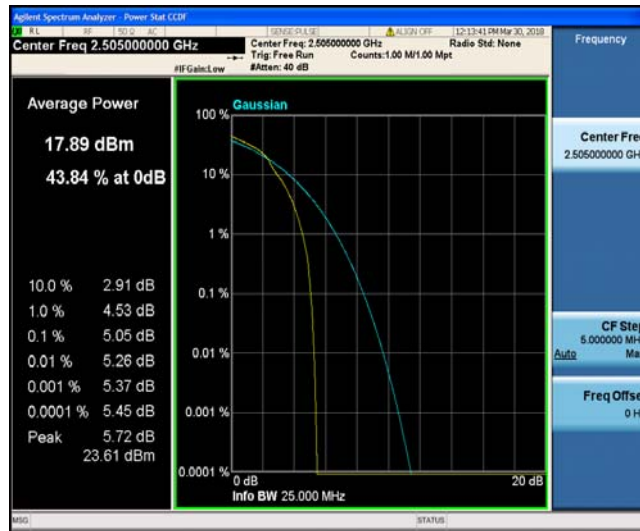 Agilent Spectrum Analyzer - Power Stat CCDF
RL RF 50 Ω AC SENSE:PULSE ALIGN OFF 12:13:41 PM Mar 30, 2018
Center Freq 2.505000000 GHz
Center Freq: 2.505000000 GHz Radio Std: None
Trig: Free Run Counts:1.00 M/1.00 Mpt
#IFGain:Low #Atten: 40 dB
Frequency
Average Power
17.89 dBm
43.84 % at 0dB
10.0 % 2.91 dB
1.0 % 4.53 dB
0.1 % 5.05 dB
0.01 % 5.26 dB
0.001 % 5.37 dB
0.0001 % 5.45 dB
Peak 5.72 dB
23.61 dBm
Gaussian
100 %
10 %
1 %
0.1 %
0.01 %
0.001 %
0.0001 %
0 dB 20 dB
Info BW 25.000 MHz
Center Fre
2.505000000 GH
CF Step
5.000000 MH
Auto Ma
Freq Offse
0 H
MSG STATUS